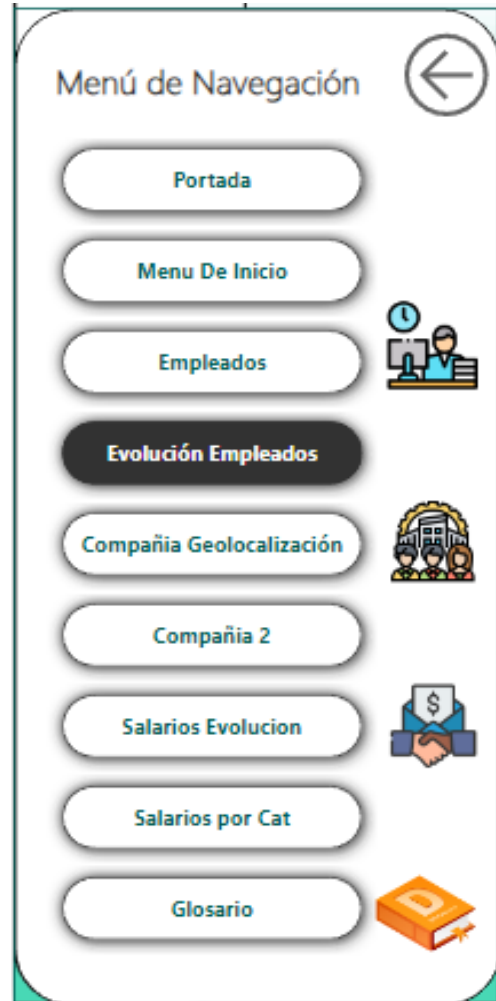 Menú de Navegación
Portada
Menu De Inicio
Empleados
Evolución Empleados
Compañia Geolocalización
Compañia 2
$
Salarios Evolucion
Salarios por Cat
Glosario
D